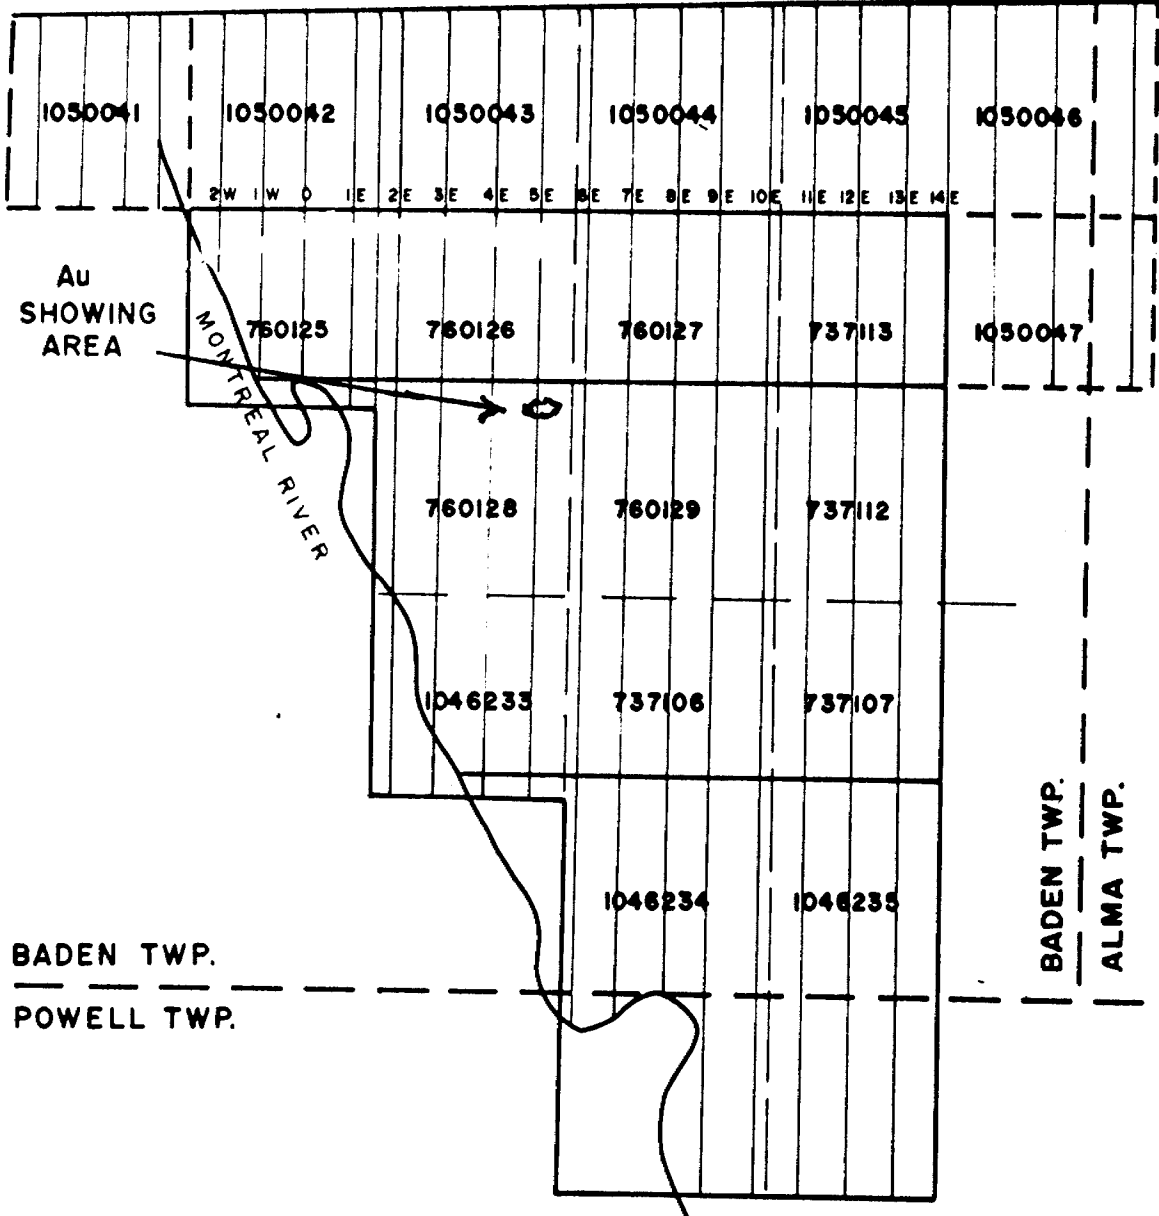 1050041 1050042 1050043 1050044 1050045 1050046
2W 1W 0 1E 2E 3E 4E 5E 6E 7E 8E 9E 10E 11E 12E 13E 14E
Au
SHOWING
AREA
760125 760126 760127 737113 1050047
MONTREAL RIVER
760128 760129 737112
1046233 737106 737107
1046234 1046235
BADEN TWP.
ALMA TWP.
BADEN TWP.
POWELL TWP.